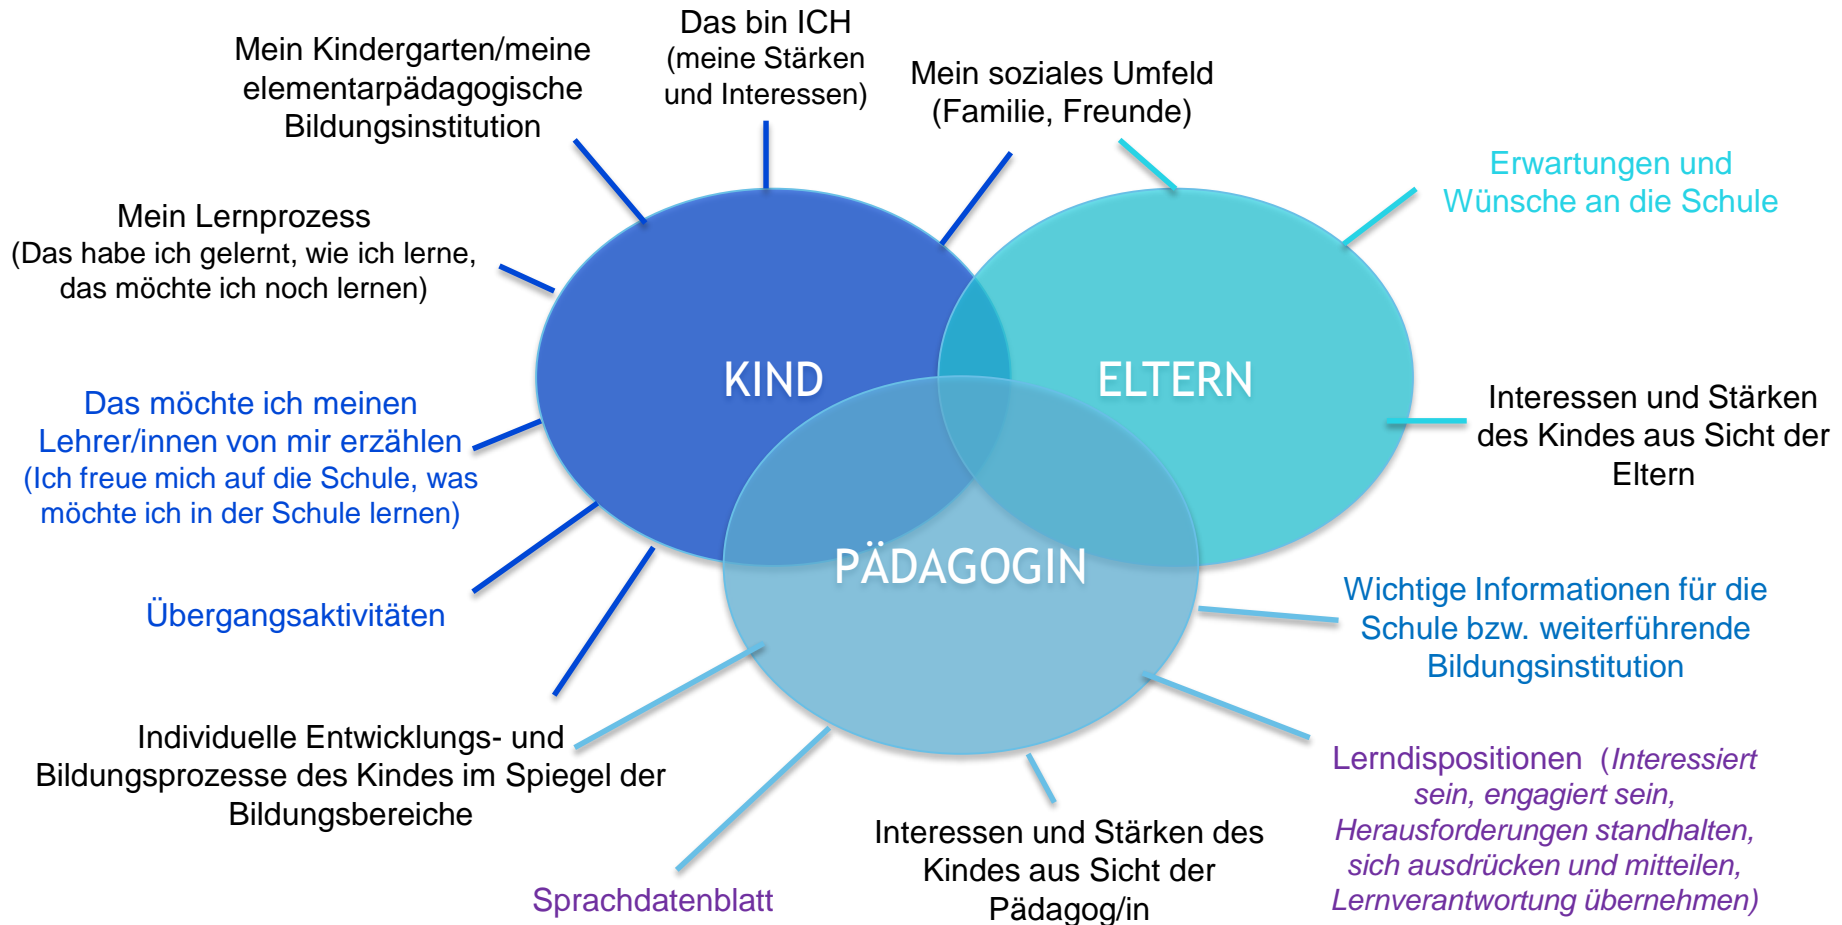 Das bin ICH
(meine Stärken
und Interessen)
Mein Kindergarten/meine
elementarpädagogische
Bildungsinstitution
Mein soziales Umfeld
(Familie, Freunde)
Erwartungen und
Wünsche an die Schule
Mein Lernprozess
(Das habe ich gelernt, wie ich lerne,
das möchte ich noch lernen)
KIND
ELTERN
Das möchte ich meinen
Lehrer/innen von mir erzählen
(Ich freue mich auf die Schule, was
möchte ich in der Schule lernen)
Interessen und Stärken
des Kindes aus Sicht der
Eltern
PÄDAGOGIN
Übergangsaktivitäten
Wichtige Informationen für die
Schule bzw. weiterführende
Bildungsinstitution
Individuelle Entwicklungs- und
Bildungsprozesse des Kindes im Spiegel der
Bildungsbereiche
Lerndispositionen (Interessiert
sein, engagiert sein,
Herausforderungen standhalten,
sich ausdrücken und mitteilen,
Lernverantwortung übernehmen)
Interessen und Stärken des
Kindes aus Sicht der
Pädagog/in
Sprachdatenblatt